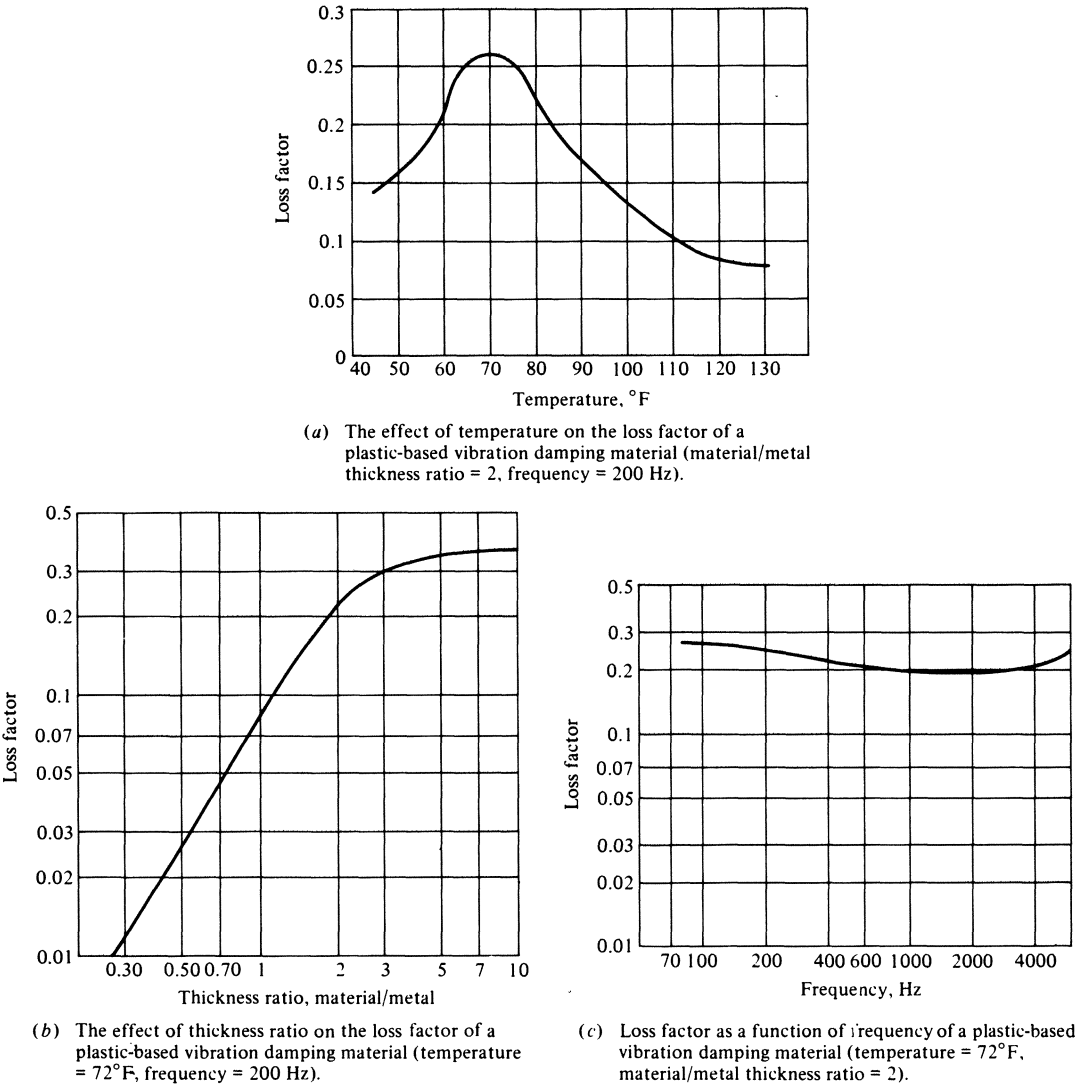 0.3
0.25
0.2
0.15
0.1
0.05
0
Loss factor
40 50 60 70 80 90 100 110 120 130
Temperature, °F
(a) The effect of temperature on the loss factor of a
plastic-based vibration damping material (material/metal
thickness ratio = 2, frequency = 200 Hz).
0.5
0.3
0.2
0.1
0.07
0.05
0.03
0.02
0.01
Loss factor
0.30 0.50 0.70 1 2 3 5 7 10
Thickness ratio, material/metal
(b) The effect of thickness ratio on the loss factor of a
plastic-based vibration damping material (temperature
= 72°F, frequency = 200 Hz).
0.5
0.3
0.2
0.1
0.07
0.05
0.03
0.02
0.01
Loss factor
70 100 200 400 600 1000 2000 4000
Frequency, Hz
(c) Loss factor as a function of frequency of a plastic-based
vibration damping material (temperature = 72°F,
material/metal thickness ratio = 2).